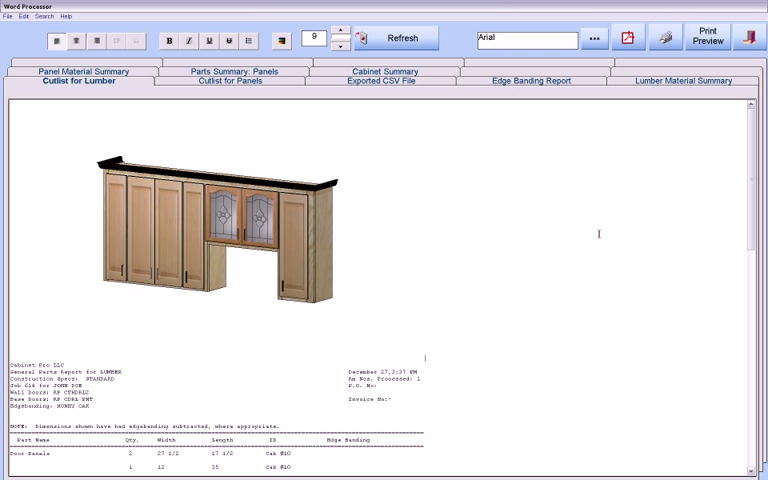 Word Processor
File Edit Search Help
B I U U
9
Refresh
Arial
...
Print Preview
Panel Material Summary
Parts Summary: Panels
Cabinet Summary
Cutlist for Lumber
Cutlist for Panels
Exported CSV File
Edge Banding Report
Lumber Material Summary
Cabinet Pro LLC
General Parts Report for LUMBER December 27,3:37 PM
Construction Specs: STANDARD Rm Nos. Processed: 1
Job 614 for JOHN DOE P.O. No:
Wall Doors: RP CTHDRL2
Base Doors: RP CDRL PNT Invoice No:-
Edgebanding: HONEY OAK
NOTE: Dimensions shown have had edgebanding subtracted, where appropriate.
Part Name Qty. Width Length ID Edge Banding
Door Panels 2 27 1/2 17 1/2 Cab #10
1 12 35 Cab #10